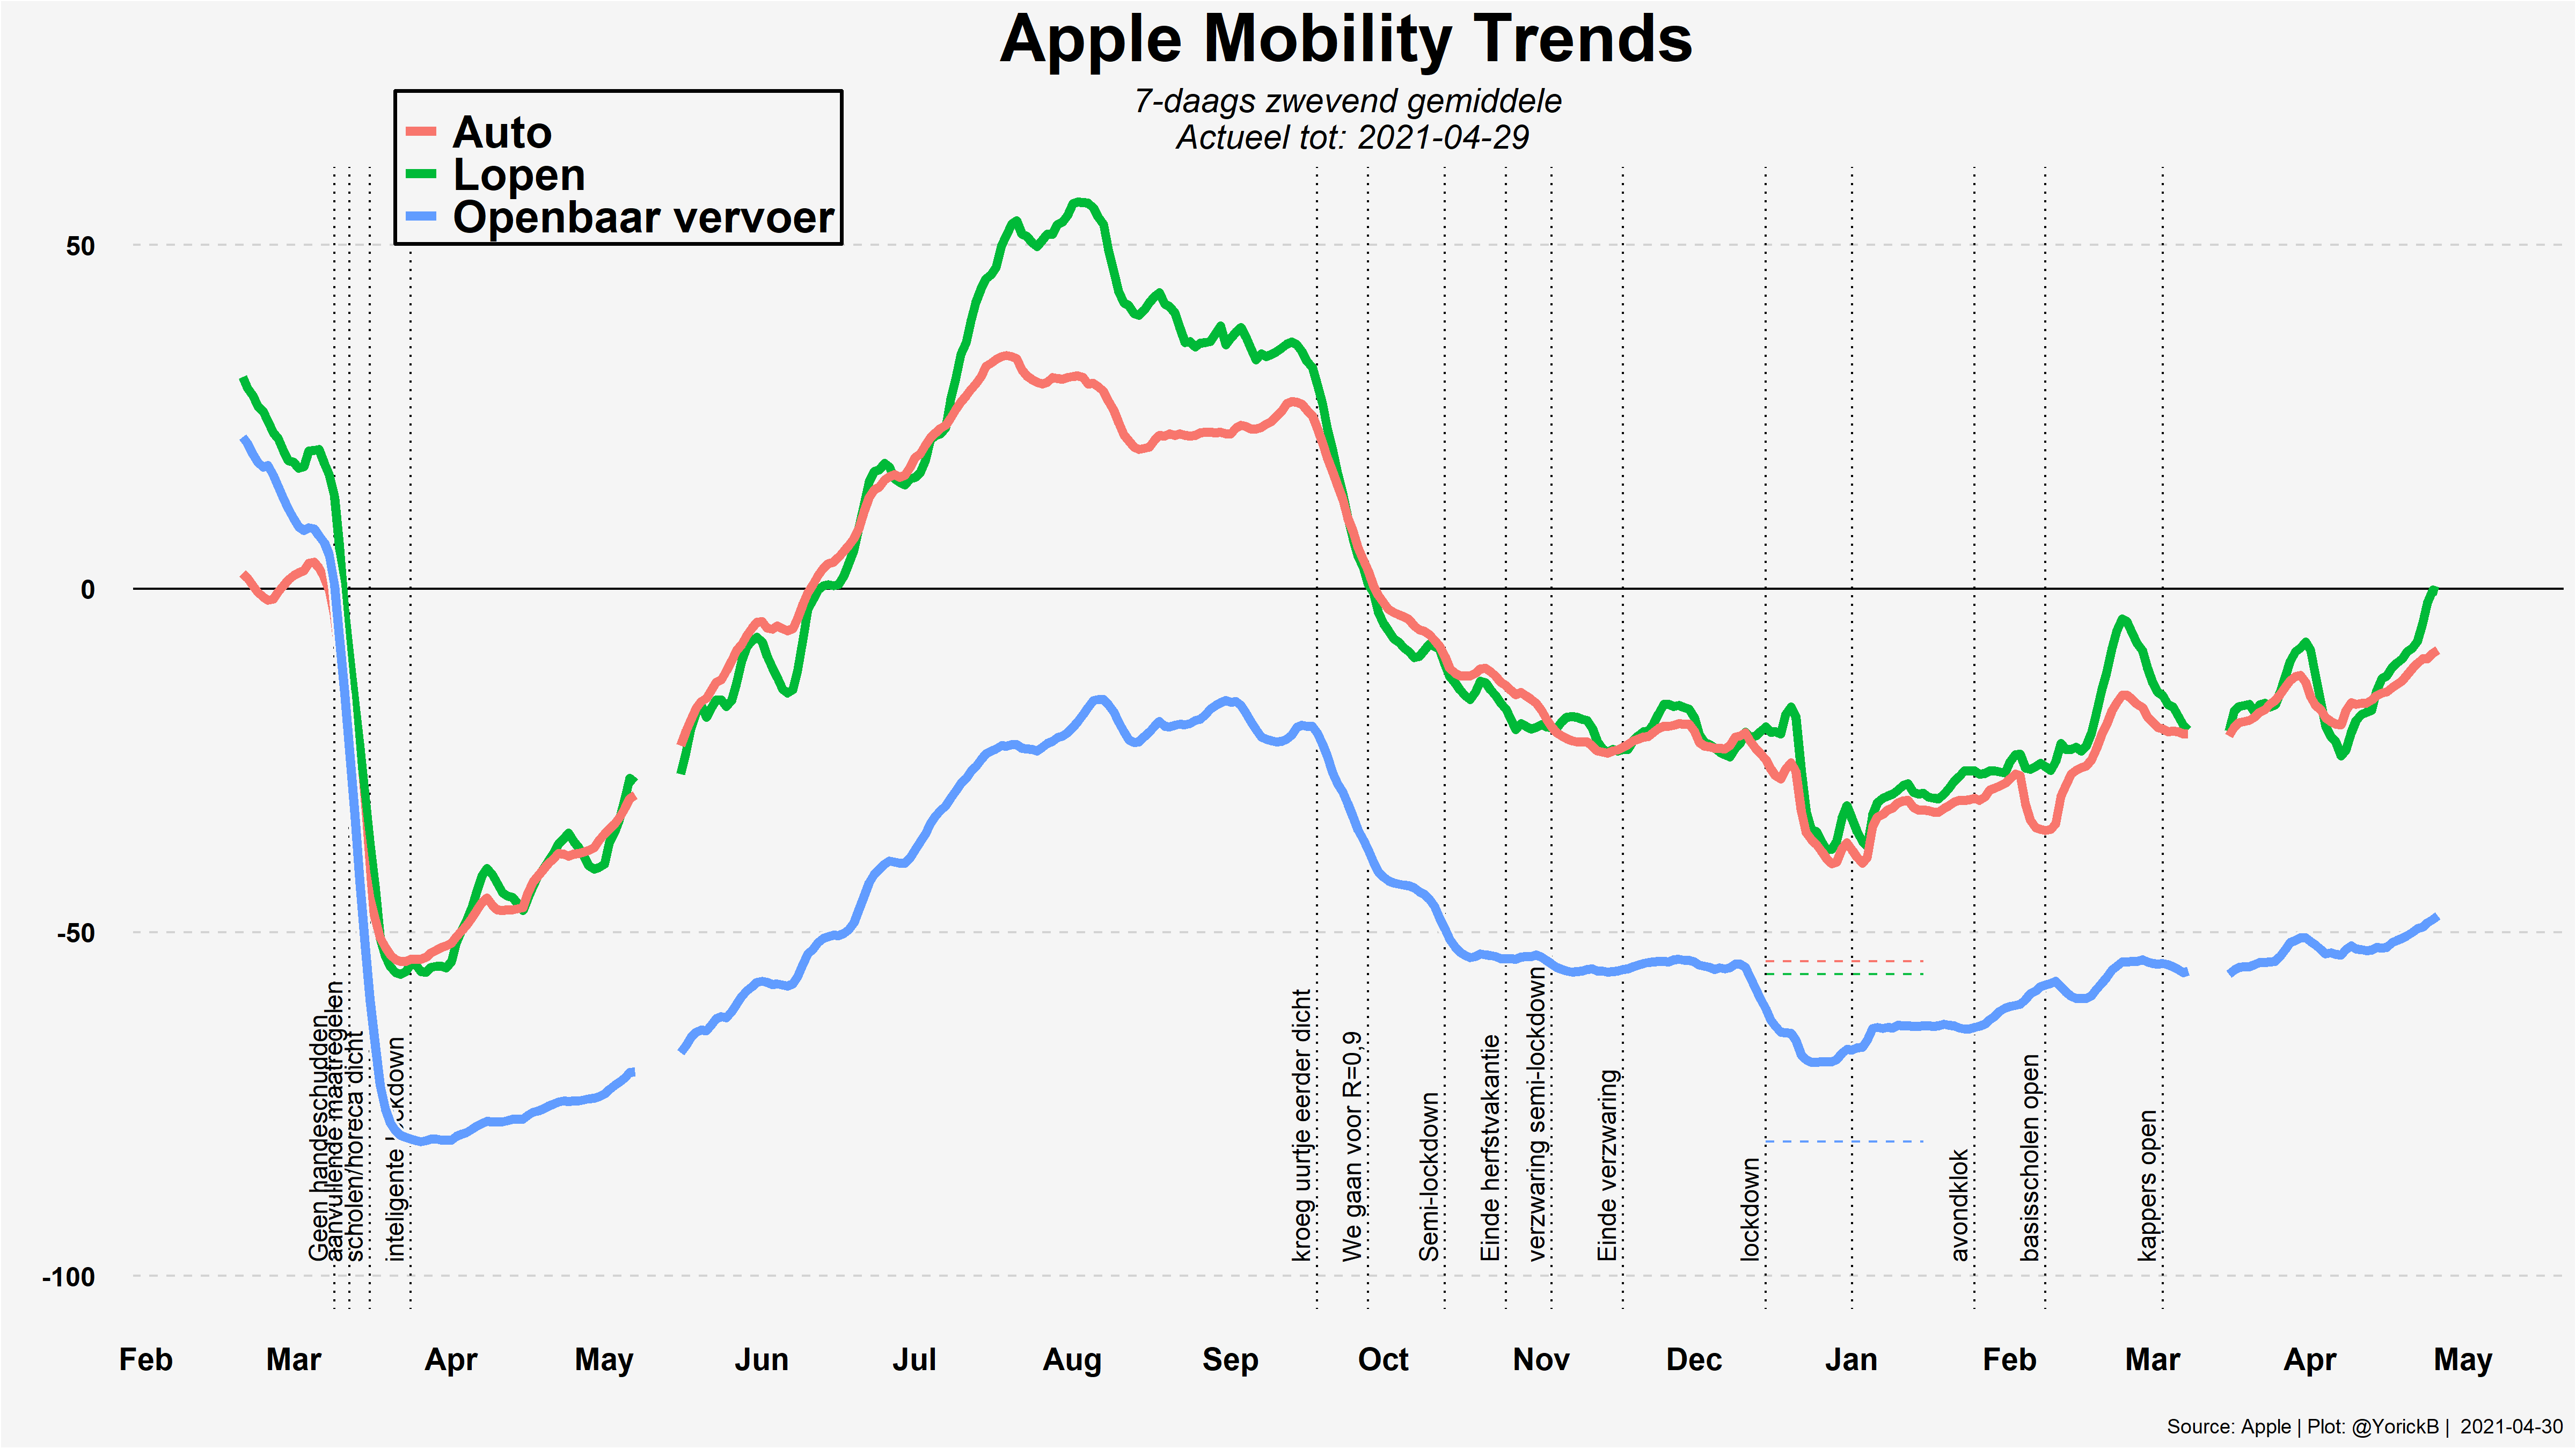 Apple Mobility Trends
7-daags zwevend gemiddele
Actueel tot: 2021-04-29
Auto
Lopen
Openbaar vervoer
50
0
-50
-100
Geen handeschudden
aanvullende maatregelen
scholen/horeca dicht
inteligente lockdown
kroeg uurtje eerder dicht
We gaan voor R=0,9
Semi-lockdown
Einde herfstvakantie
verzwaring semi-lockdown
Einde verzwaring
lockdown
avondklok
basisscholen open
kappers open
Feb Mar Apr May Jun Jul Aug Sep Oct Nov Dec Jan Feb Mar Apr May
Source: Apple | Plot: @YorickB | 2021-04-30